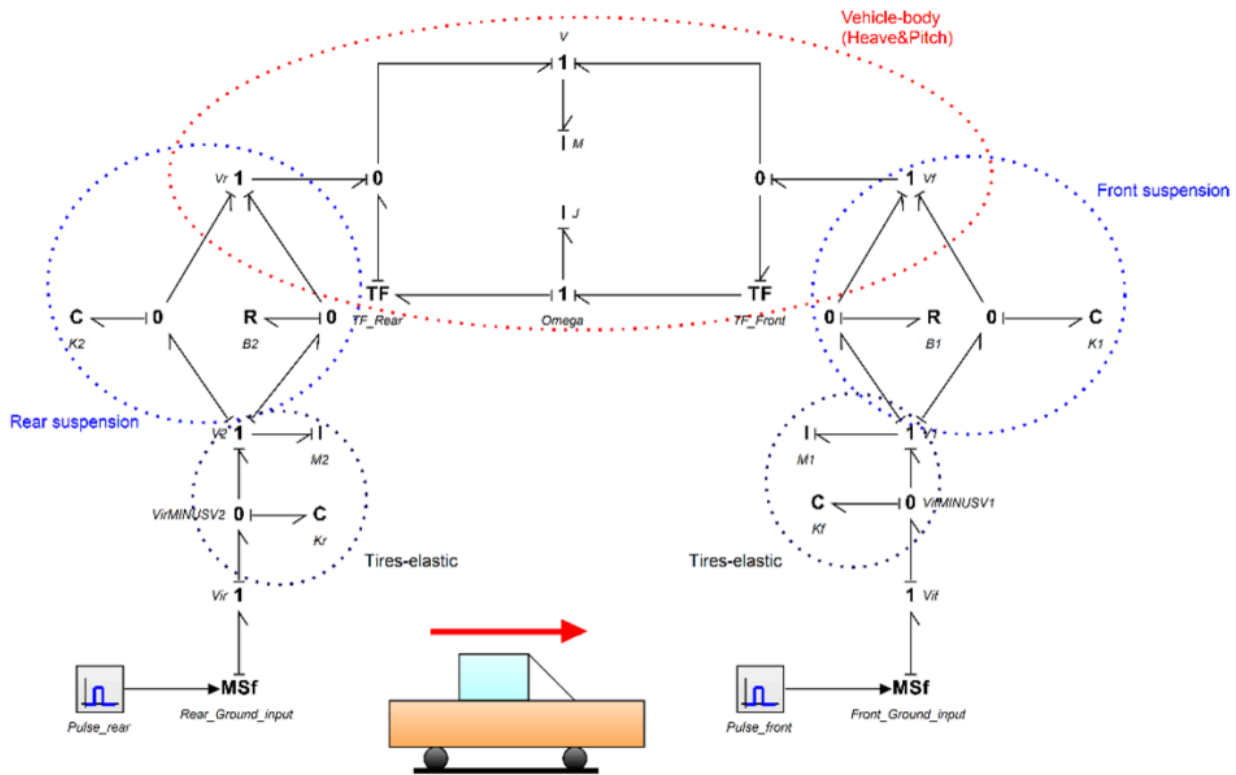 Vehicle-body
(Heave&Pitch)
V
1
I M
Vr 1
0
0
1 Vf
Front suspension
I J
TF
TF_Rear
1
Omega
TF
TF_Front
C
K2
0
R
B2
0
0
R
B1
0
C
K1
Rear suspension
V2 1
I
M2
I
M1
1 V1
VirMINUSV2 0
C
Kr
C
Kf
0 VifMINUSV1
Tires-elastic
Tires-elastic
Vir 1
1 Vif
MSf
MSf
Pulse_rear
Rear_Ground_input
Pulse_front
Front_Ground_input